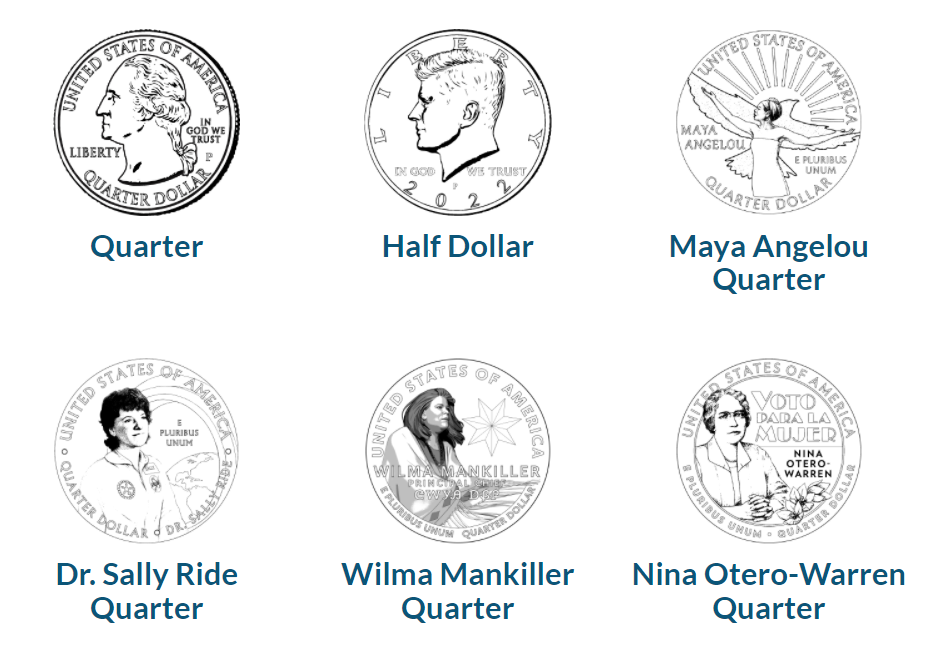 UNITED STATES OF AMERICA
LIBERTY
IN
GOD WE
TRUST
P
QUARTER DOLLAR
LIBERTY
IN GOD WE TRUST
P
2022
UNITED STATES OF AMERICA
MAYA
ANGELOU
E PLURIBUS
UNUM
QUARTER DOLLAR
Quarter
Half Dollar
Maya Angelou
Quarter
UNITED STATES OF AMERICA
E
PLURIBUS
UNUM
QUARTER DOLLAR
DR. SALLY RIDE
UNITED STATES OF AMERICA
WILMA MANKILLER
PRINCIPAL CHIEF
E PLURIBUS UNUM QUARTER DOLLAR
UNITED STATES OF AMERICA
VOTO
PARA LA
MUJER
NINA
OTERO-
WARREN
E PLURIBUS UNUM • QUARTER DOLLAR
Dr. Sally Ride
Quarter
Wilma Mankiller
Quarter
Nina Otero-Warren
Quarter